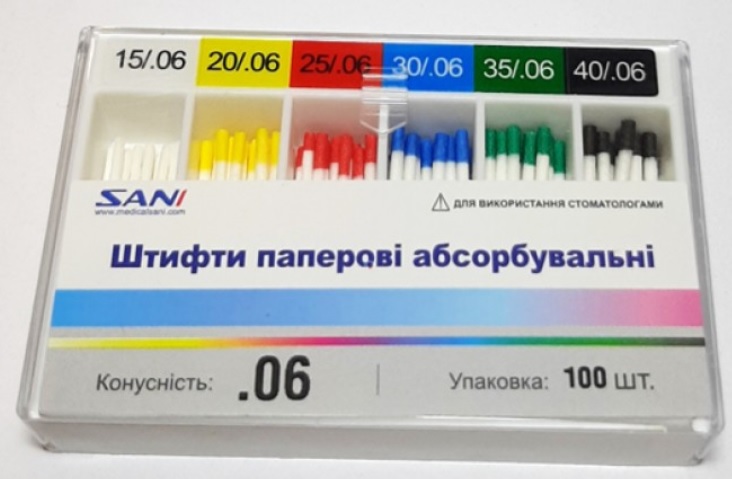 15/.06 20/.06 25/.06 30/.06 35/.06 40/.06
SANI
www.medicalsani.com
ДЛЯ ВИКОРИСТАННЯ СТОМАТОЛОГАМИ
Штифти паперові абсорбувальні
Конусність: .06 Упаковка: 100 шт.